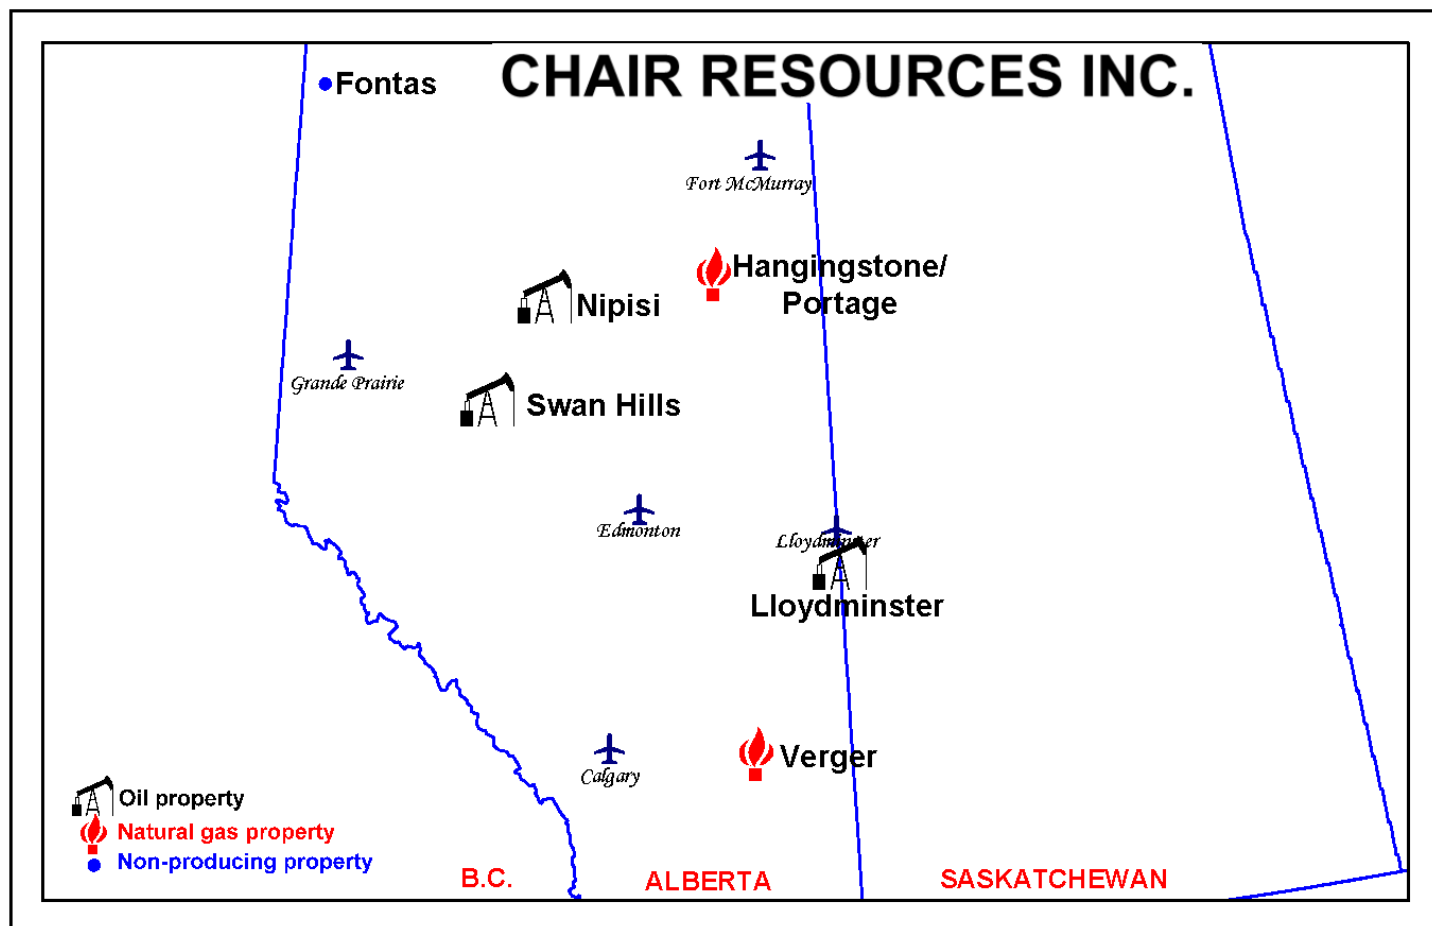 CHAIR RESOURCES INC.
Fontas
Fort McMurray
Hangingstone/
Portage
Nipisi
Grande Prairie
Swan Hills
Edmonton
Lloydminster
Lloydminster
Verger
Calgary
Oil property
Natural gas property
Non-producing property
B.C.
ALBERTA
SASKATCHEWAN